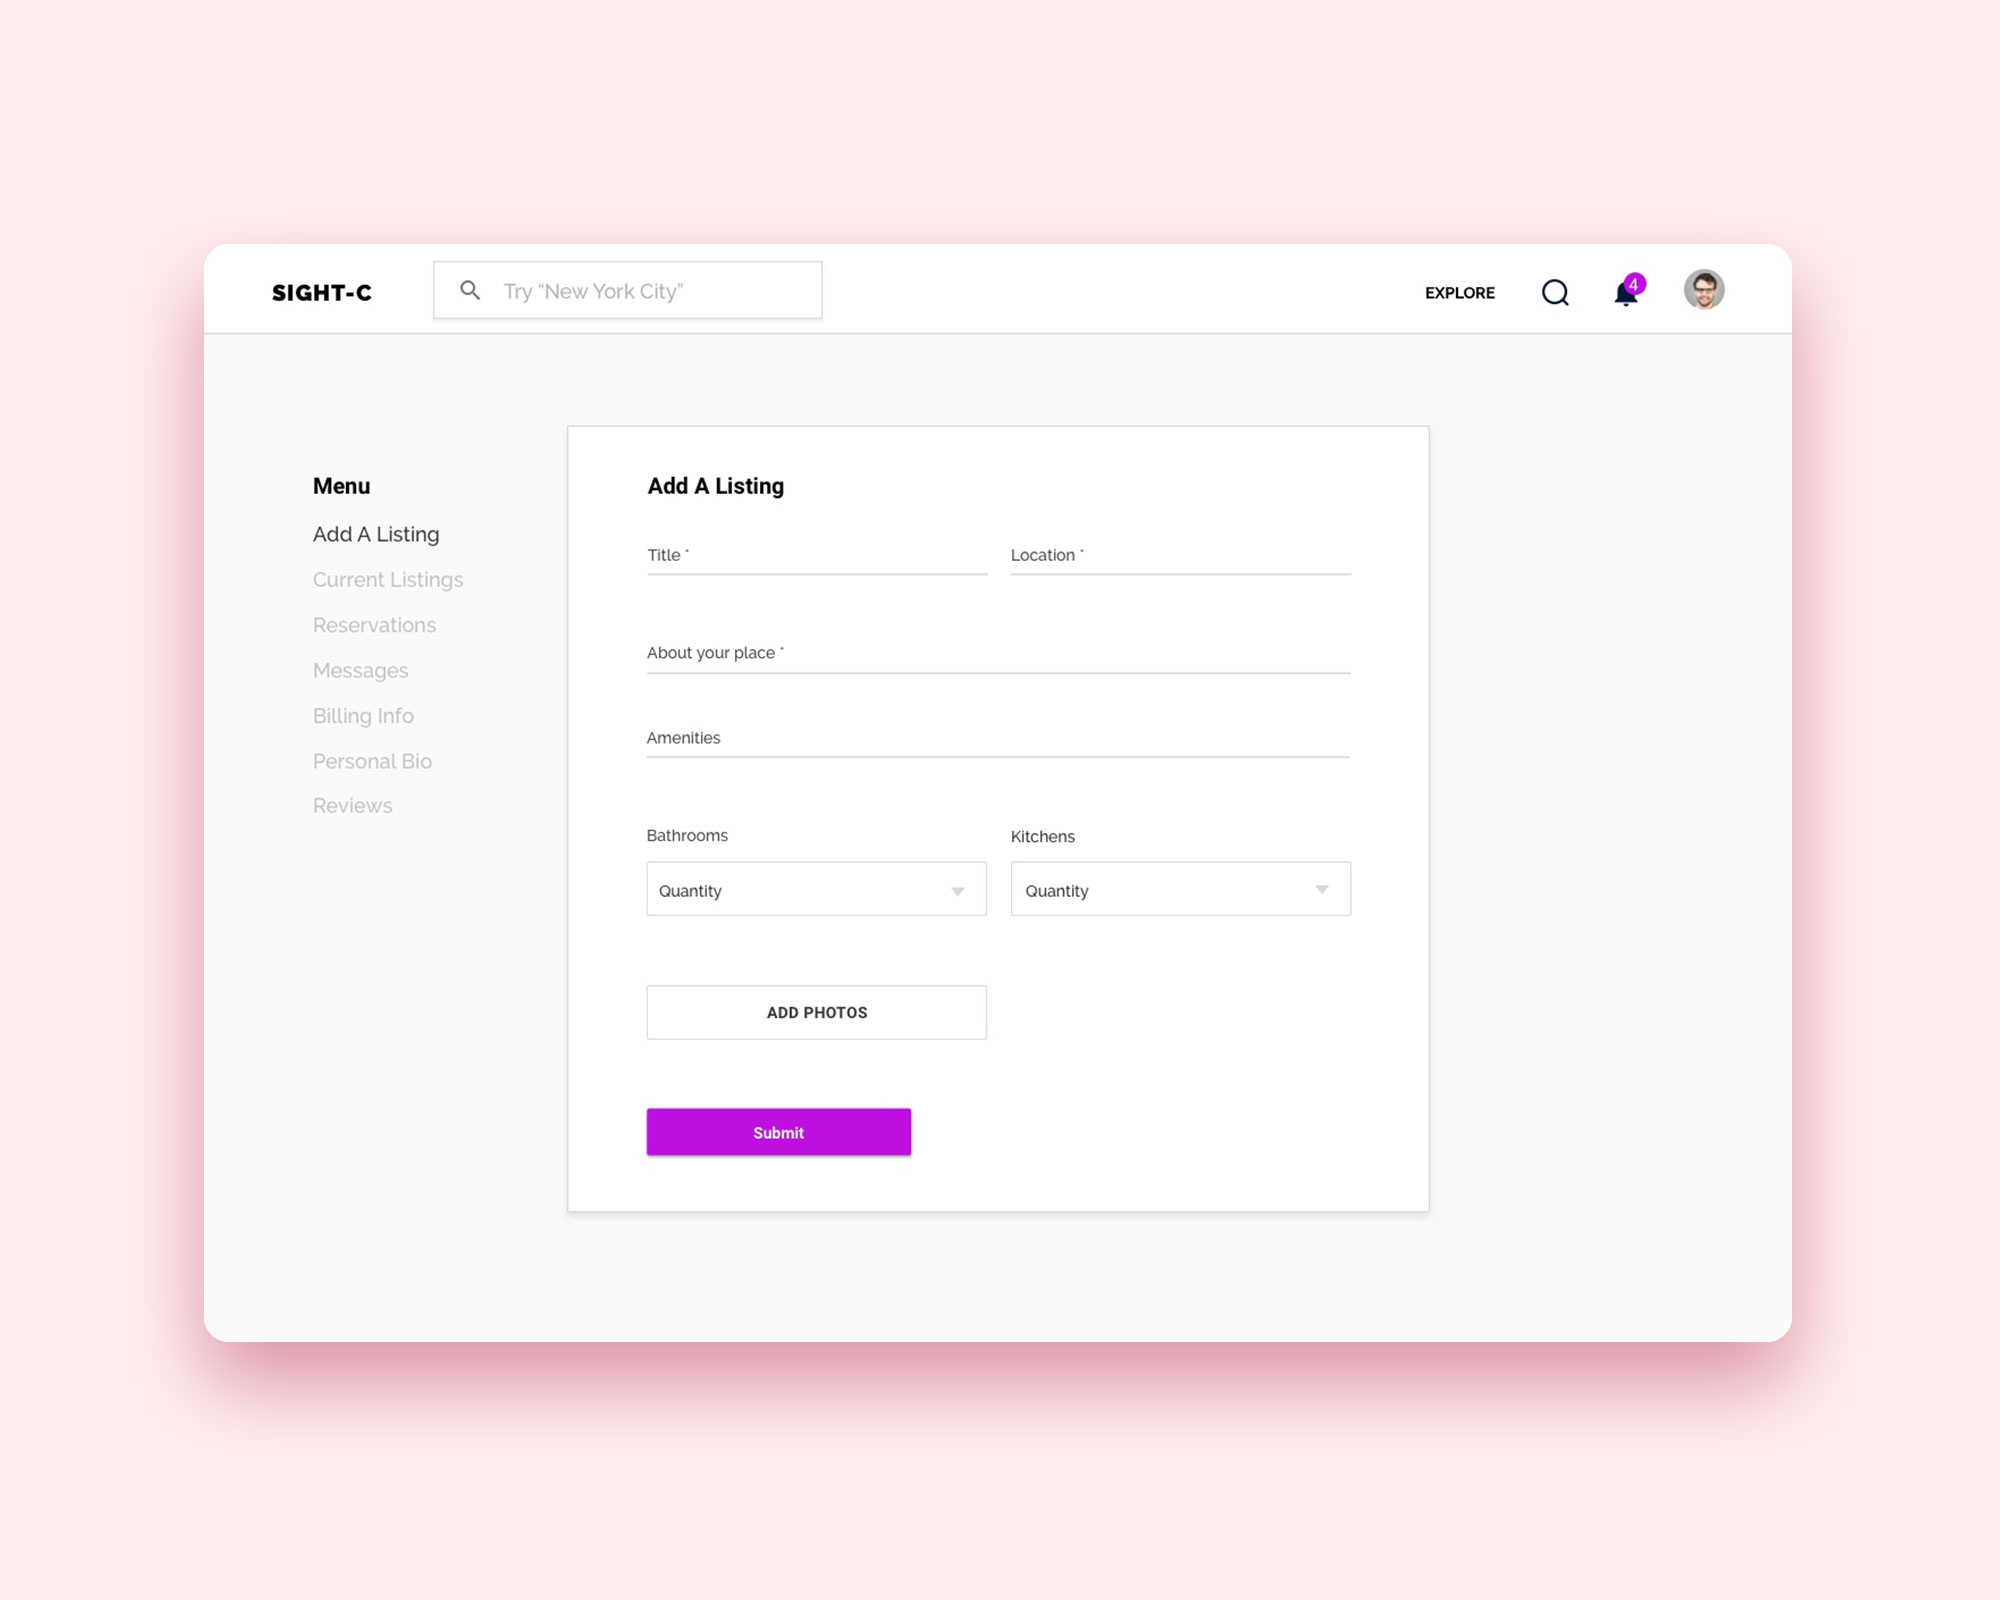 SIGHT-C
Try “New York City”
EXPLORE
4
Menu
Add A Listing
Current Listings
Reservations
Messages
Billing Info
Personal Bio
Reviews
Add A Listing
Title *
Location *
About your place *
Amenities
Bathrooms
Kitchens
Quantity
Quantity
ADD PHOTOS
Submit